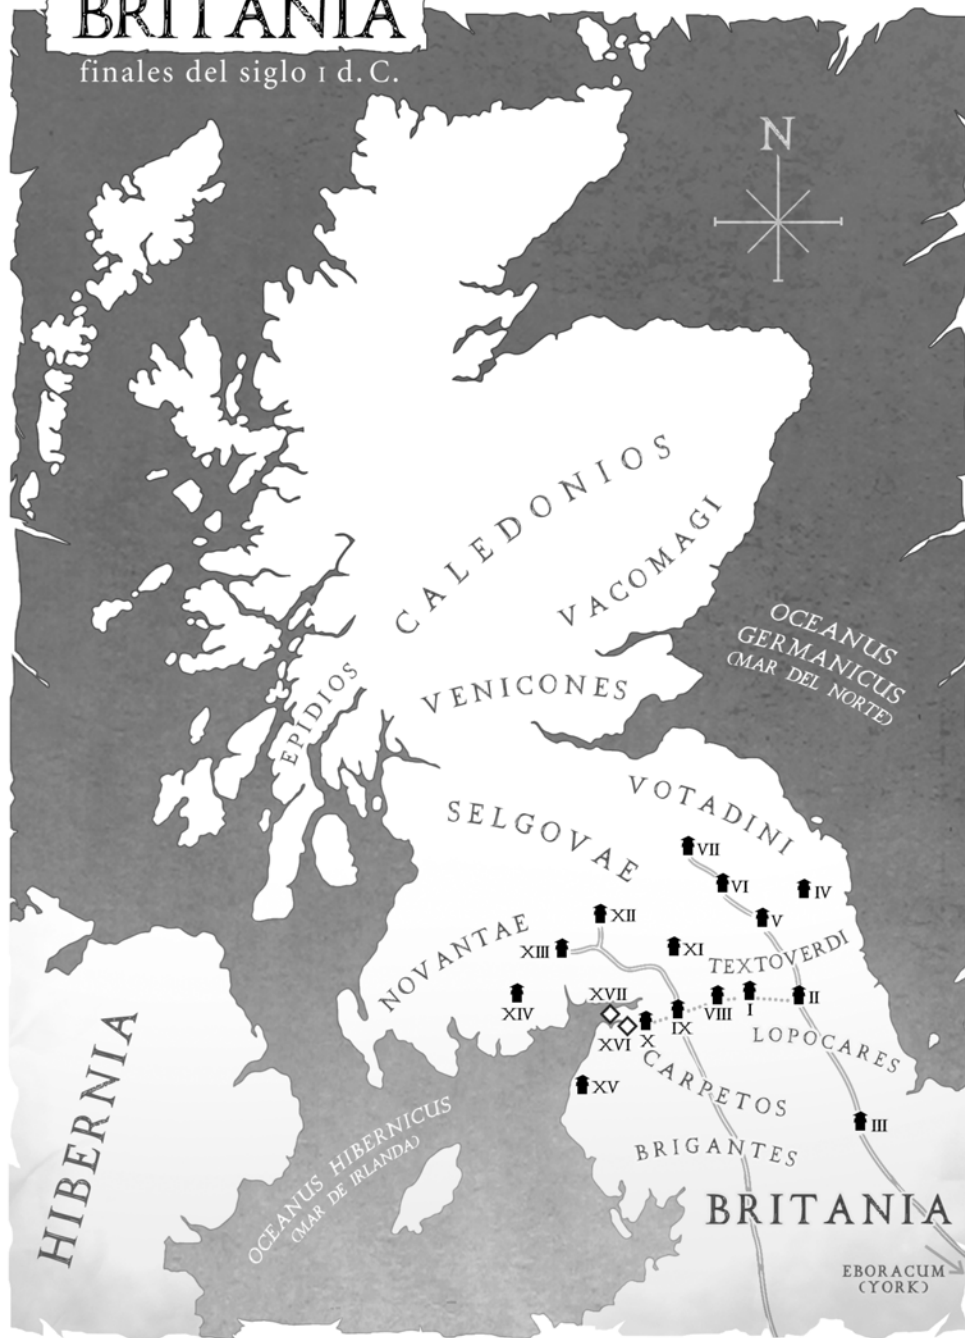 BRITANIA
finales del siglo I d. C.
N
CALEDONIOS
VACOMAGI
OCEANUS
GERMANICUS
(MAR DEL NORTE)
VENICONES
EPIDIOS
VOTADINI
SELGOVAE
VII
VI
IV
V
XII
NOVANTAE
XIII
XI
TEXTOVERDI
XIV
XVII
VIII
I
II
IX
X
XVI
LOPOCARES
CARPETOS
XV
III
BRIGANTES
HIBERNIA
OCEANUS HIBERNICUS
(MAR DE IRLANDA)
BRITANIA
EBORACUM
(YORK)